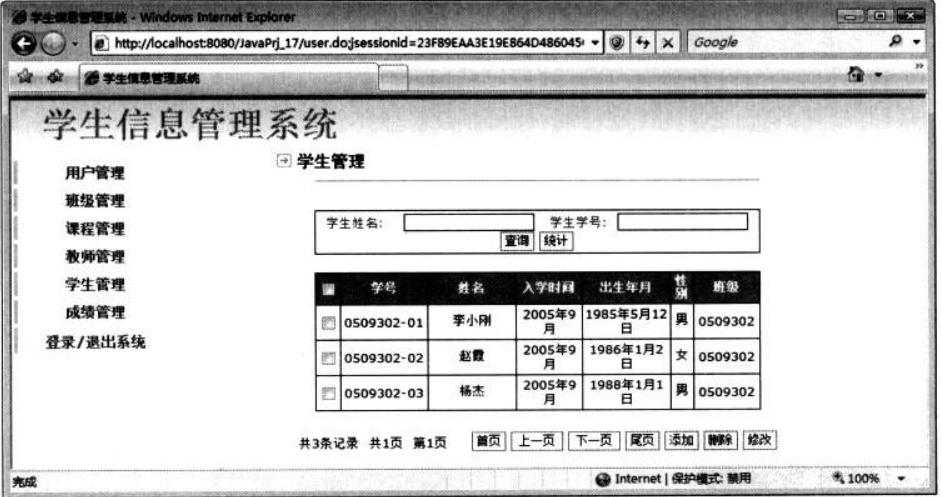 学生信息管理系统 - Windows Internet Explorer
http://localhost:8080/JavaPrj_17/user.do;jsessionid=23F89EAA3E19E864D486045
Google
学生信息管理系统
学生信息管理系统
用户管理
班级管理
课程管理
教师管理
学生管理
成绩管理
登录/退出系统
学生管理
学生姓名: 学生学号:
查询 统计
学号 姓名 入学时间 出生年月 性别 班级
0509302-01 李小刚 2005年9月 1985年5月12日 男 0509302
0509302-02 赵霞 2005年9月 1986年1月2日 女 0509302
0509302-03 杨杰 2005年9月 1988年1月1日 男 0509302
共3条记录 共1页 第1页 首页 上一页 下一页 尾页 添加 删除 修改
完成 Internet | 保护模式: 禁用 100%